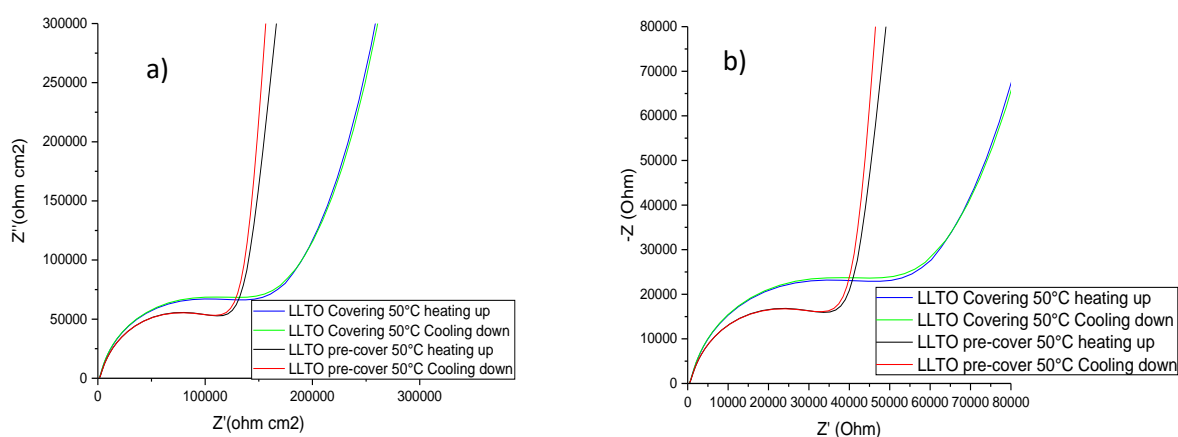 a)
300000
250000
200000
150000
100000
50000
0
Z''(ohm cm2)
0
100000
200000
300000
Z'(ohm cm2)
LLTO Covering 50°C heating up
LLTO Covering 50°C Cooling down
LLTO pre-cover 50°C heating up
LLTO pre-cover 50°C Cooling down
b)
80000
70000
60000
50000
40000
30000
20000
10000
0
-Z (Ohm)
0
10000
20000
30000
40000
50000
60000
70000
80000
Z' (Ohm)
LLTO Covering 50°C heating up
LLTO Covering 50°C Cooling down
LLTO pre-cover 50°C heating up
LLTO pre-cover 50°C Cooling down